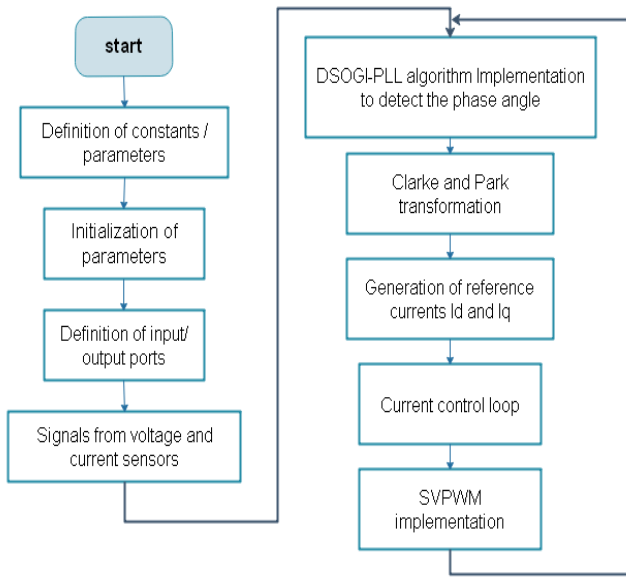 start
Definition of constants /
parameters
Initialization of
parameters
Definition of input/
output ports
Signals from voltage and
current sensors
DSOGI-PLL algorithm Implementation
to detect the phase angle
Clarke and Park
transformation
Generation of reference
currents Id and Iq
Current control loop
SVPWM
implementation